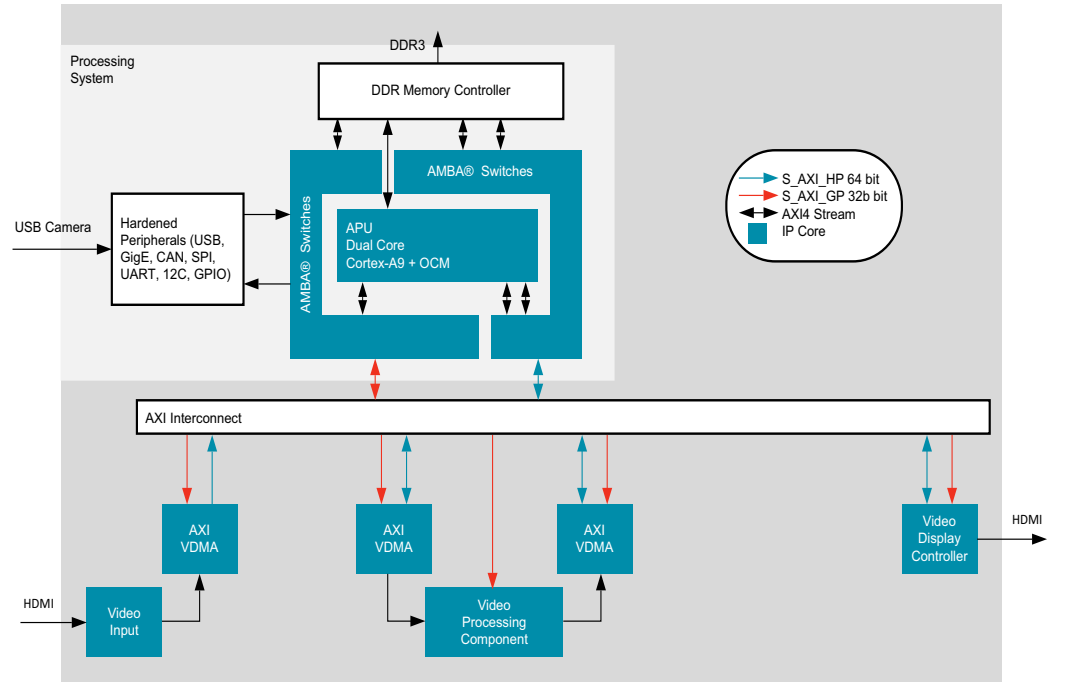 DDR3
Processing
System
DDR Memory Controller
AMBA® Switches
AMBA® Switches
S_AXI_HP 64 bit
S_AXI_GP 32b bit
AXI4 Stream
IP Core
USB Camera
Hardened
Peripherals (USB,
GigE, CAN, SPI,
UART, 12C, GPIO)
APU
Dual Core
Cortex-A9 + OCM
AXI Interconnect
AXI
VDMA
AXI
VDMA
AXI
VDMA
Video
Display
Controller
HDMI
HDMI
Video
Input
Video
Processing
Component